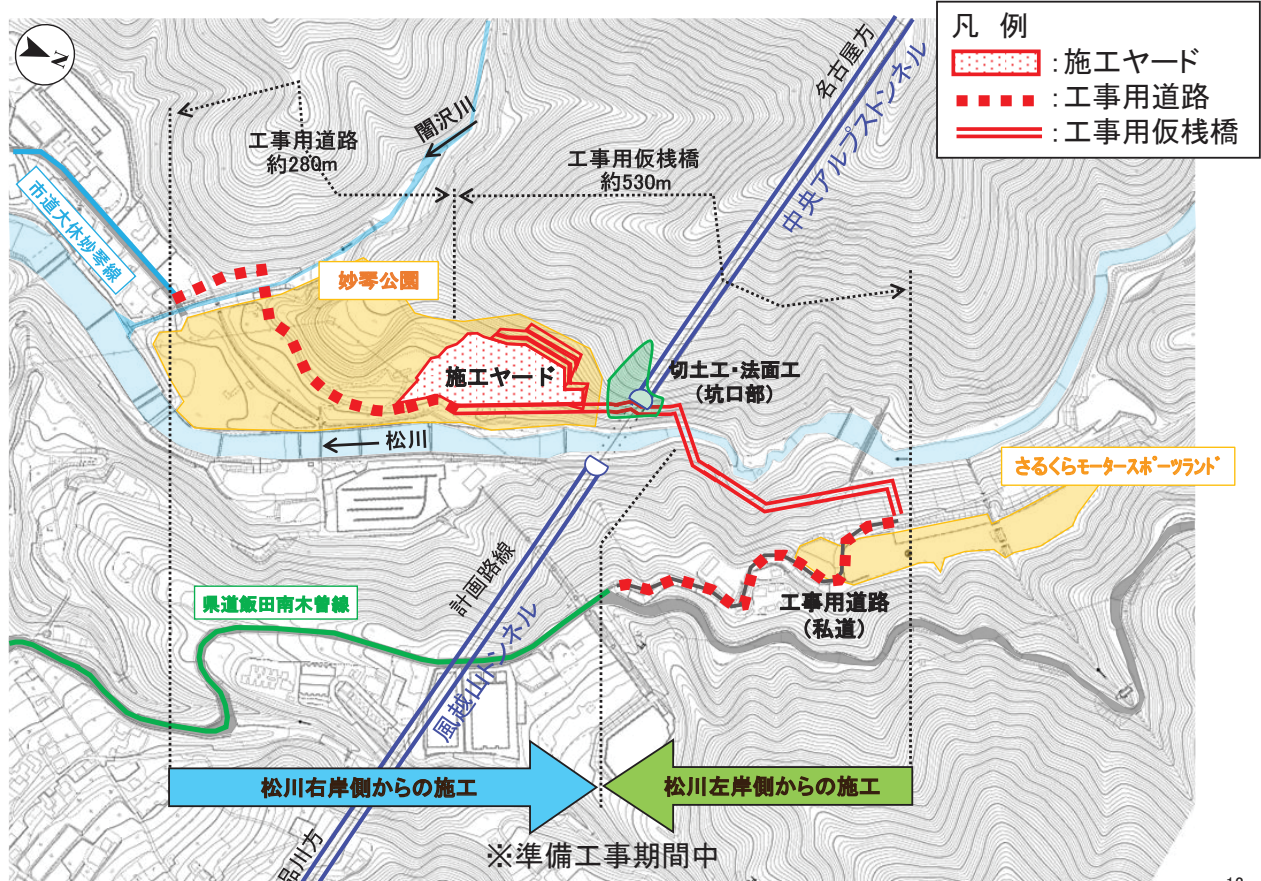 凡 例
:施工ヤード
:工事用道路
:工事用仮桟橋
N
名古屋方
中央アルプストンネル
闇沢川
工事用道路
約280m
工事用仮桟橋
約530m
市道大休妙琴線
妙琴公園
施工ヤード
切土工・法面工
(坑口部)
松川
さるくらモータースポーツランド
計画路線
県道飯田南木曽線
風越山トンネル
工事用道路
(私道)
松川右岸側からの施工
松川左岸側からの施工
品川方
※準備工事期間中